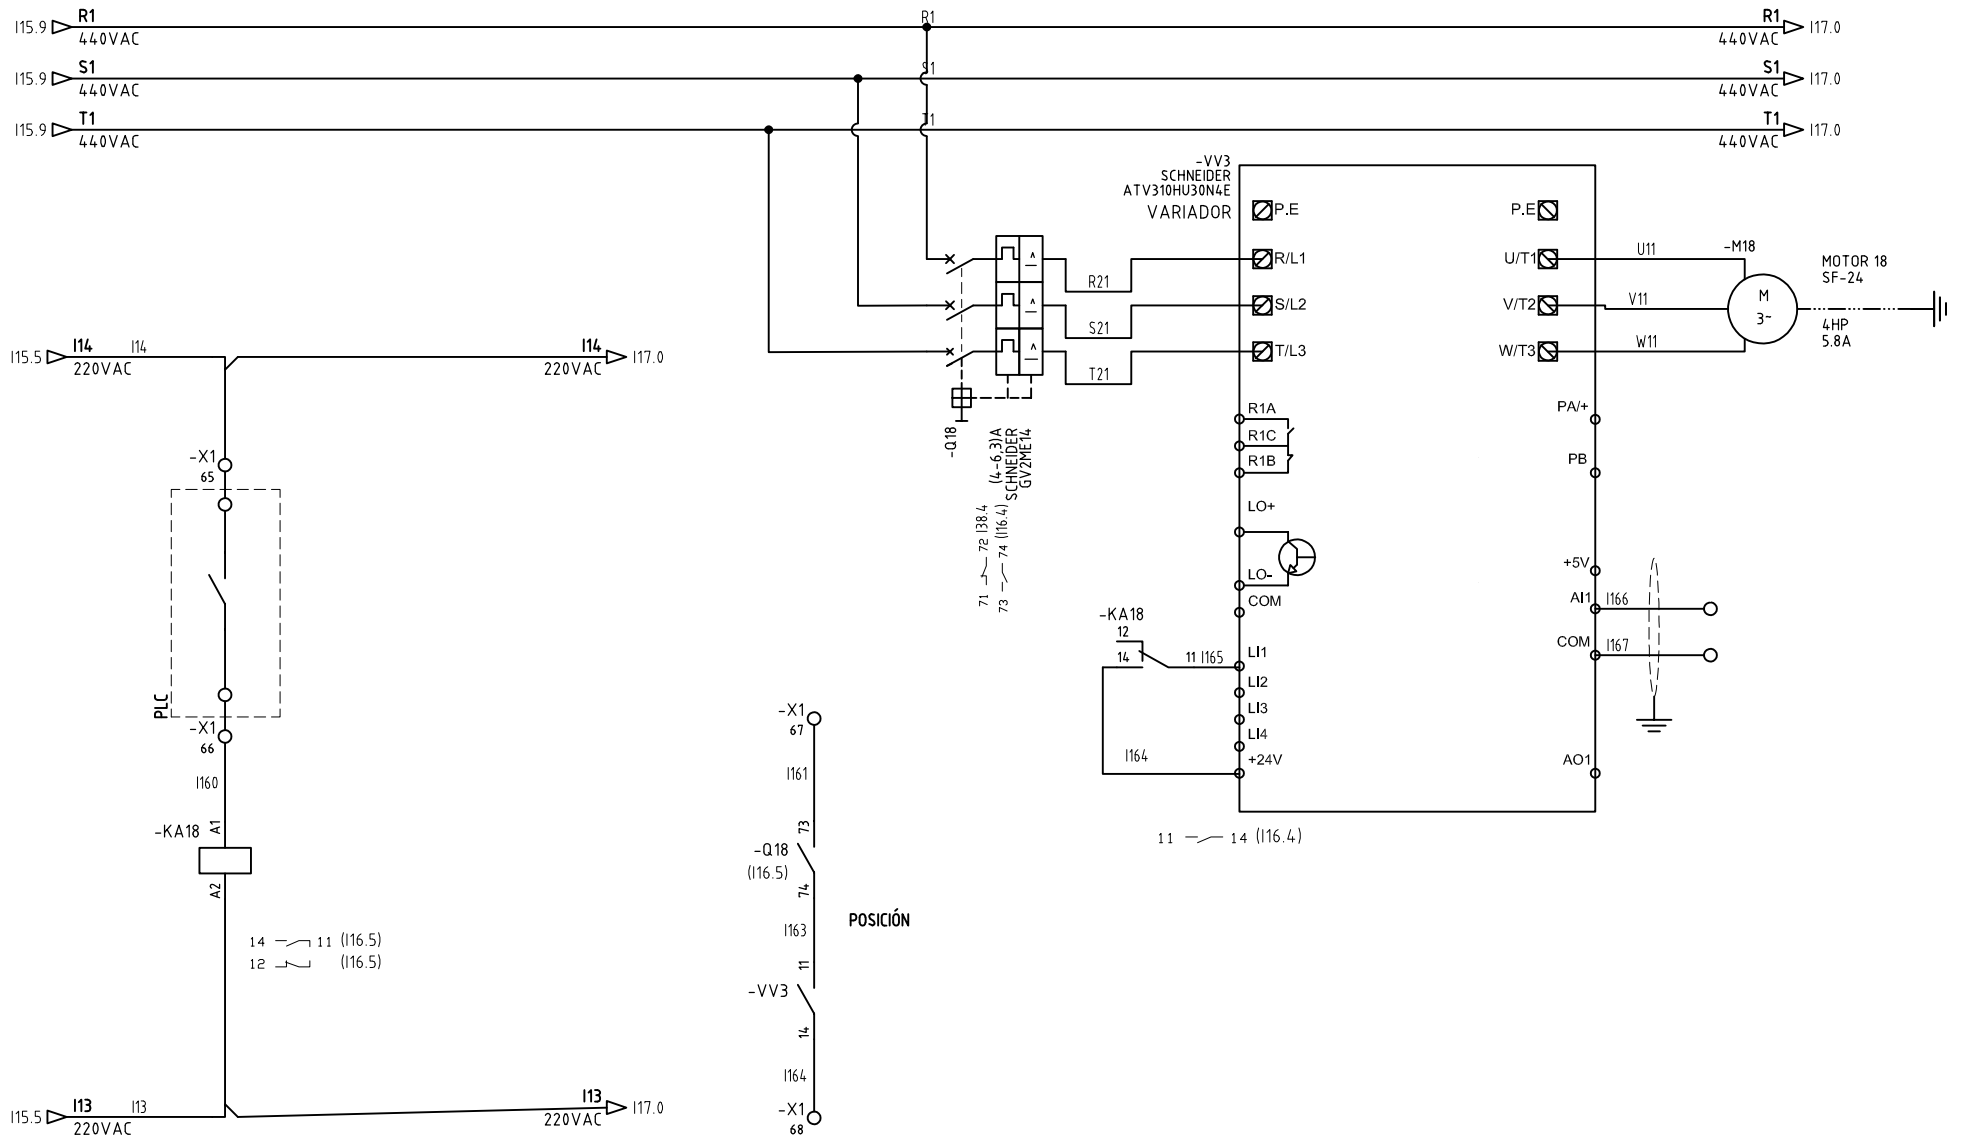 R1
I15.9 R1 I17.0
440VAC 440VAC
S1
I15.9 S1 S1 I17.0
440VAC 440VAC
T1
I15.9 T1 T1 I17.0
440VAC 440VAC
R1
-VV3
SCHNEIDER
ATV310HU30N4E
VARIADOR
P.E P.E
R/L1 U/T1
S/L2 V/T2
T/L3 W/T3
R21
S21
T21
U11
V11
W11
-M18
M
3~
MOTOR 18
SF-24
4HP
5.8A
-Q18
(4-6,3)A
SCHNEIDER
GV2ME14
71 72 I38.4
73 74 (I16.4)
R1A
R1C
R1B
LO+
LO-
COM
LI1
LI2
LI3
LI4
+24V
PA/+
PB
+5V
AI1 I166
COM I167
AO1
-KA18
12
14 11 I165
I164
11 14 (I16.4)
I15.5 I14 I14 I14 I17.0
220VAC 220VAC
-X1
65
PLC
-X1
66
I160
-KA18 A1
A2
14 11 (I16.5)
12 (I16.5)
I15.5 I13 I13 I13 I17.0
220VAC 220VAC
-X1
67
I161
73
-Q18
(I16.5)
74
I163
11
-VV3
14
I164
-X1
68
POSICIÓN